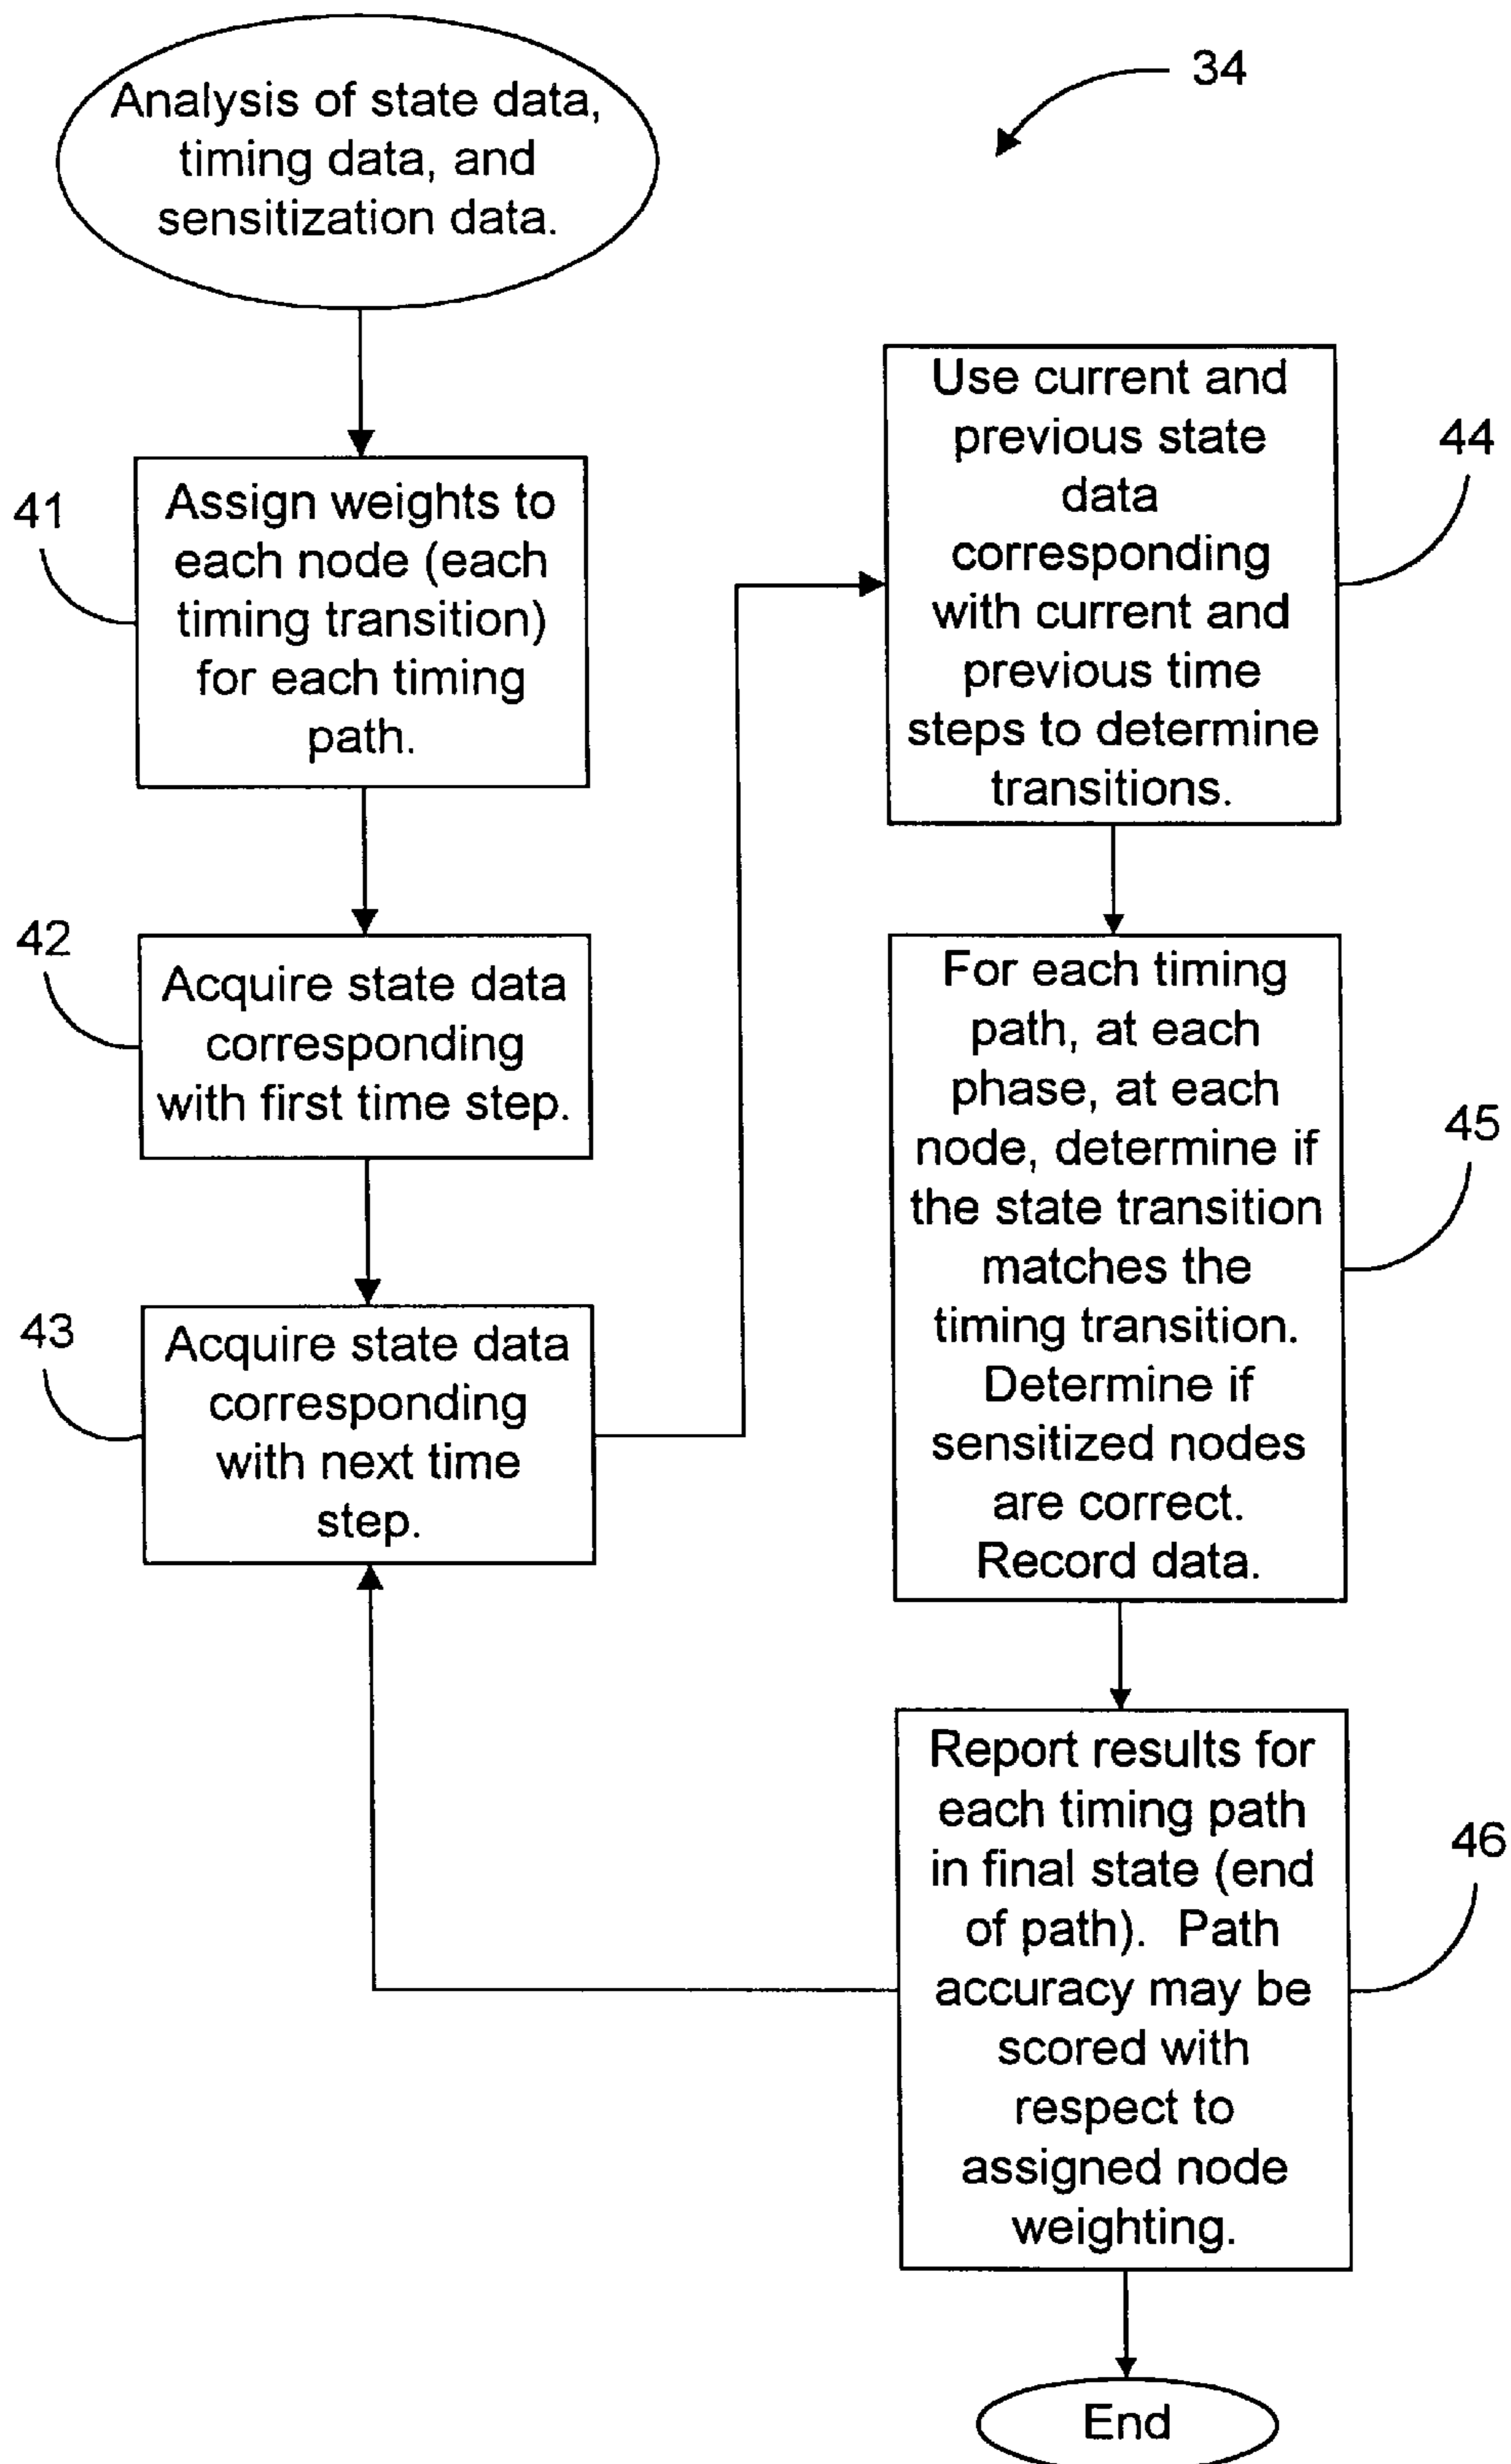 Analysis of state data,
timing data, and
sensitization data.
34
41
Assign weights to
each node (each
timing transition)
for each timing
path.
42
Acquire state data
corresponding
with first time step.
43
Acquire state data
corresponding
with next time
step.
Use current and
previous state
data
corresponding
with current and
previous time
steps to determine
transitions.
44
For each timing
path, at each
phase, at each
node, determine if
the state transition
matches the
timing transition.
Determine if
sensitized nodes
are correct.
Record data.
45
Report results for
each timing path
in final state (end
of path).  Path
accuracy may be
scored with
respect to
assigned node
weighting.
46
End